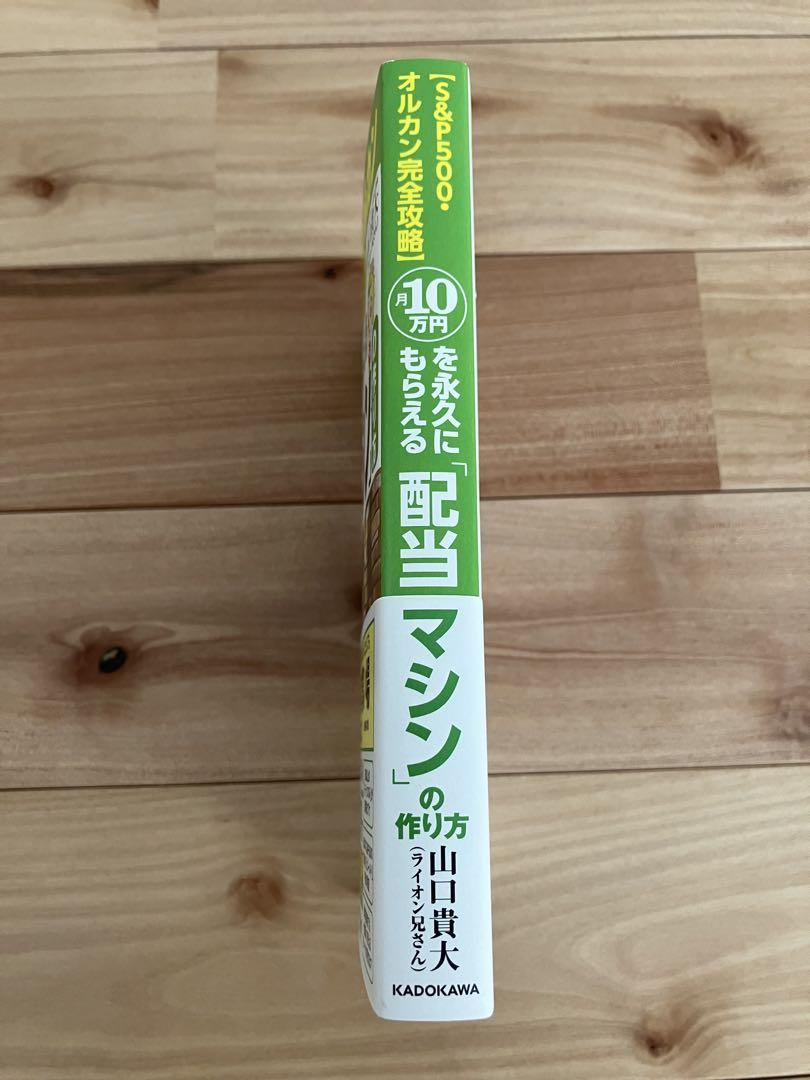 【S&P500・
オルカン完全攻略】
月10
万円
を永久に
もらえる
「配当
マシン」
の
作り方
山口貴大
(ライオン兄さん)
KADOKAWA